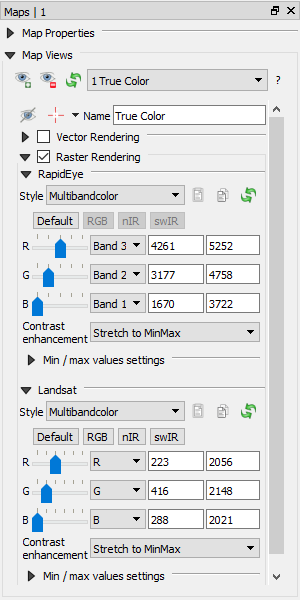 Maps | 1
Map Properties
Map Views
1 True Color ?
Name True Color
Vector Rendering
Raster Rendering
RapidEye
Style Multibandcolor
Default RGB nIR swIR
R Band 3 4261 5252
G Band 2 3177 4758
B Band 1 1670 3722
Contrast
enhancement Stretch to MinMax
Min / max values settings
Landsat
Style Multibandcolor
Default RGB nIR swIR
R R 223 2056
G G 416 2148
B B 288 2021
Contrast
enhancement Stretch to MinMax
Min / max values settings